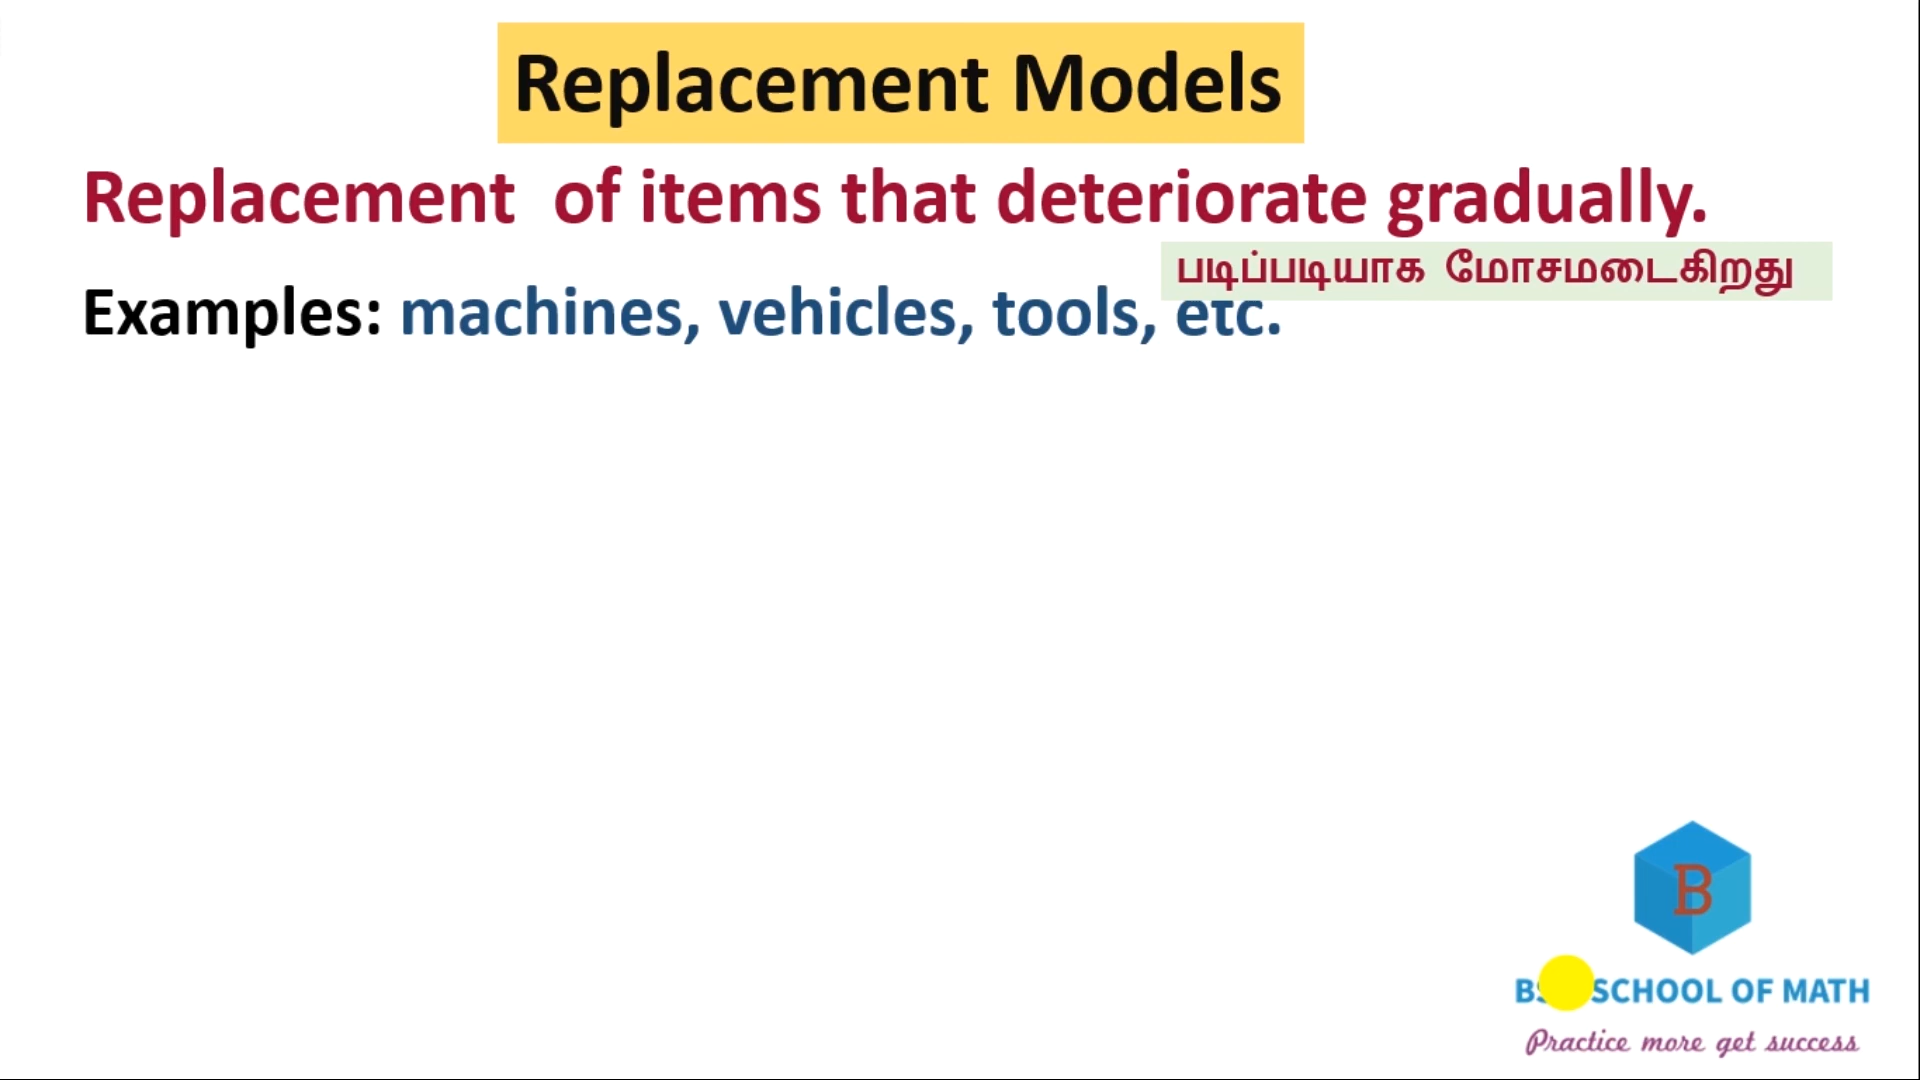 Replacement Models
Replacement of items that deteriorate gradually.
படிப்படியாக மோசமடைகிறது
Examples: machines, vehicles, tools, etc.
B
SCHOOL OF MATH
Practice more get success